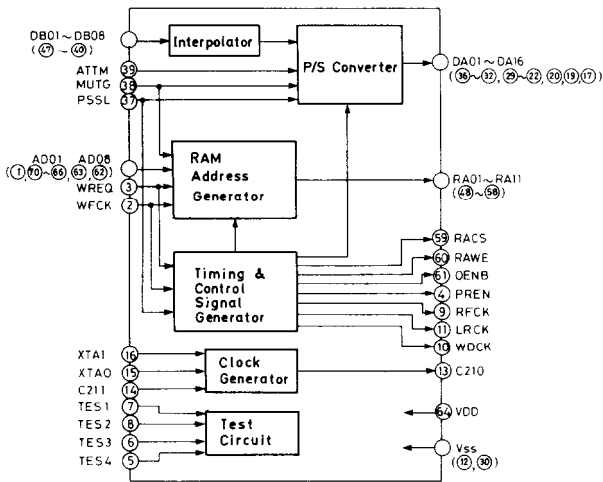 DB01~DB08
(㊼~㊵)
Interpolator
ATTM 39
MUTG 38
PSSL 37
P/S Converter
DA01~DA16
(㊱~㉜,㉙~㉒,⑳,⑲,⑰)
AD01 AD08
(①,70~66,63,62)
WREQ 3
WFCK 2
RAM
Address
Generator
RA01~RA11
(48~58)
Timing &
Control
Signal
Generator
59 RACS
60 RAWE
61 OENB
4 PREN
9 RFCK
11 LRCK
10 WDCK
XTAI 16
XTAO 15
C211 14
Clock
Generator
13 C210
TES1 7
TES2 8
TES3 6
TES4 5
Test
Circuit
64 VDD
Vss
(⑫,㉚)